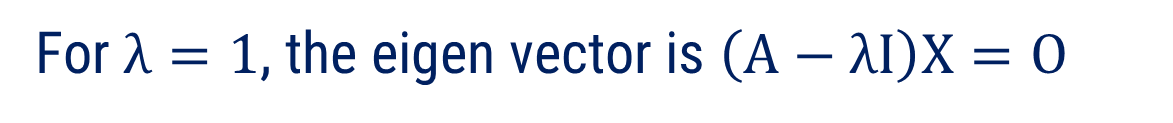 For λ = 1, the eigen vector is (A − λI)X = O